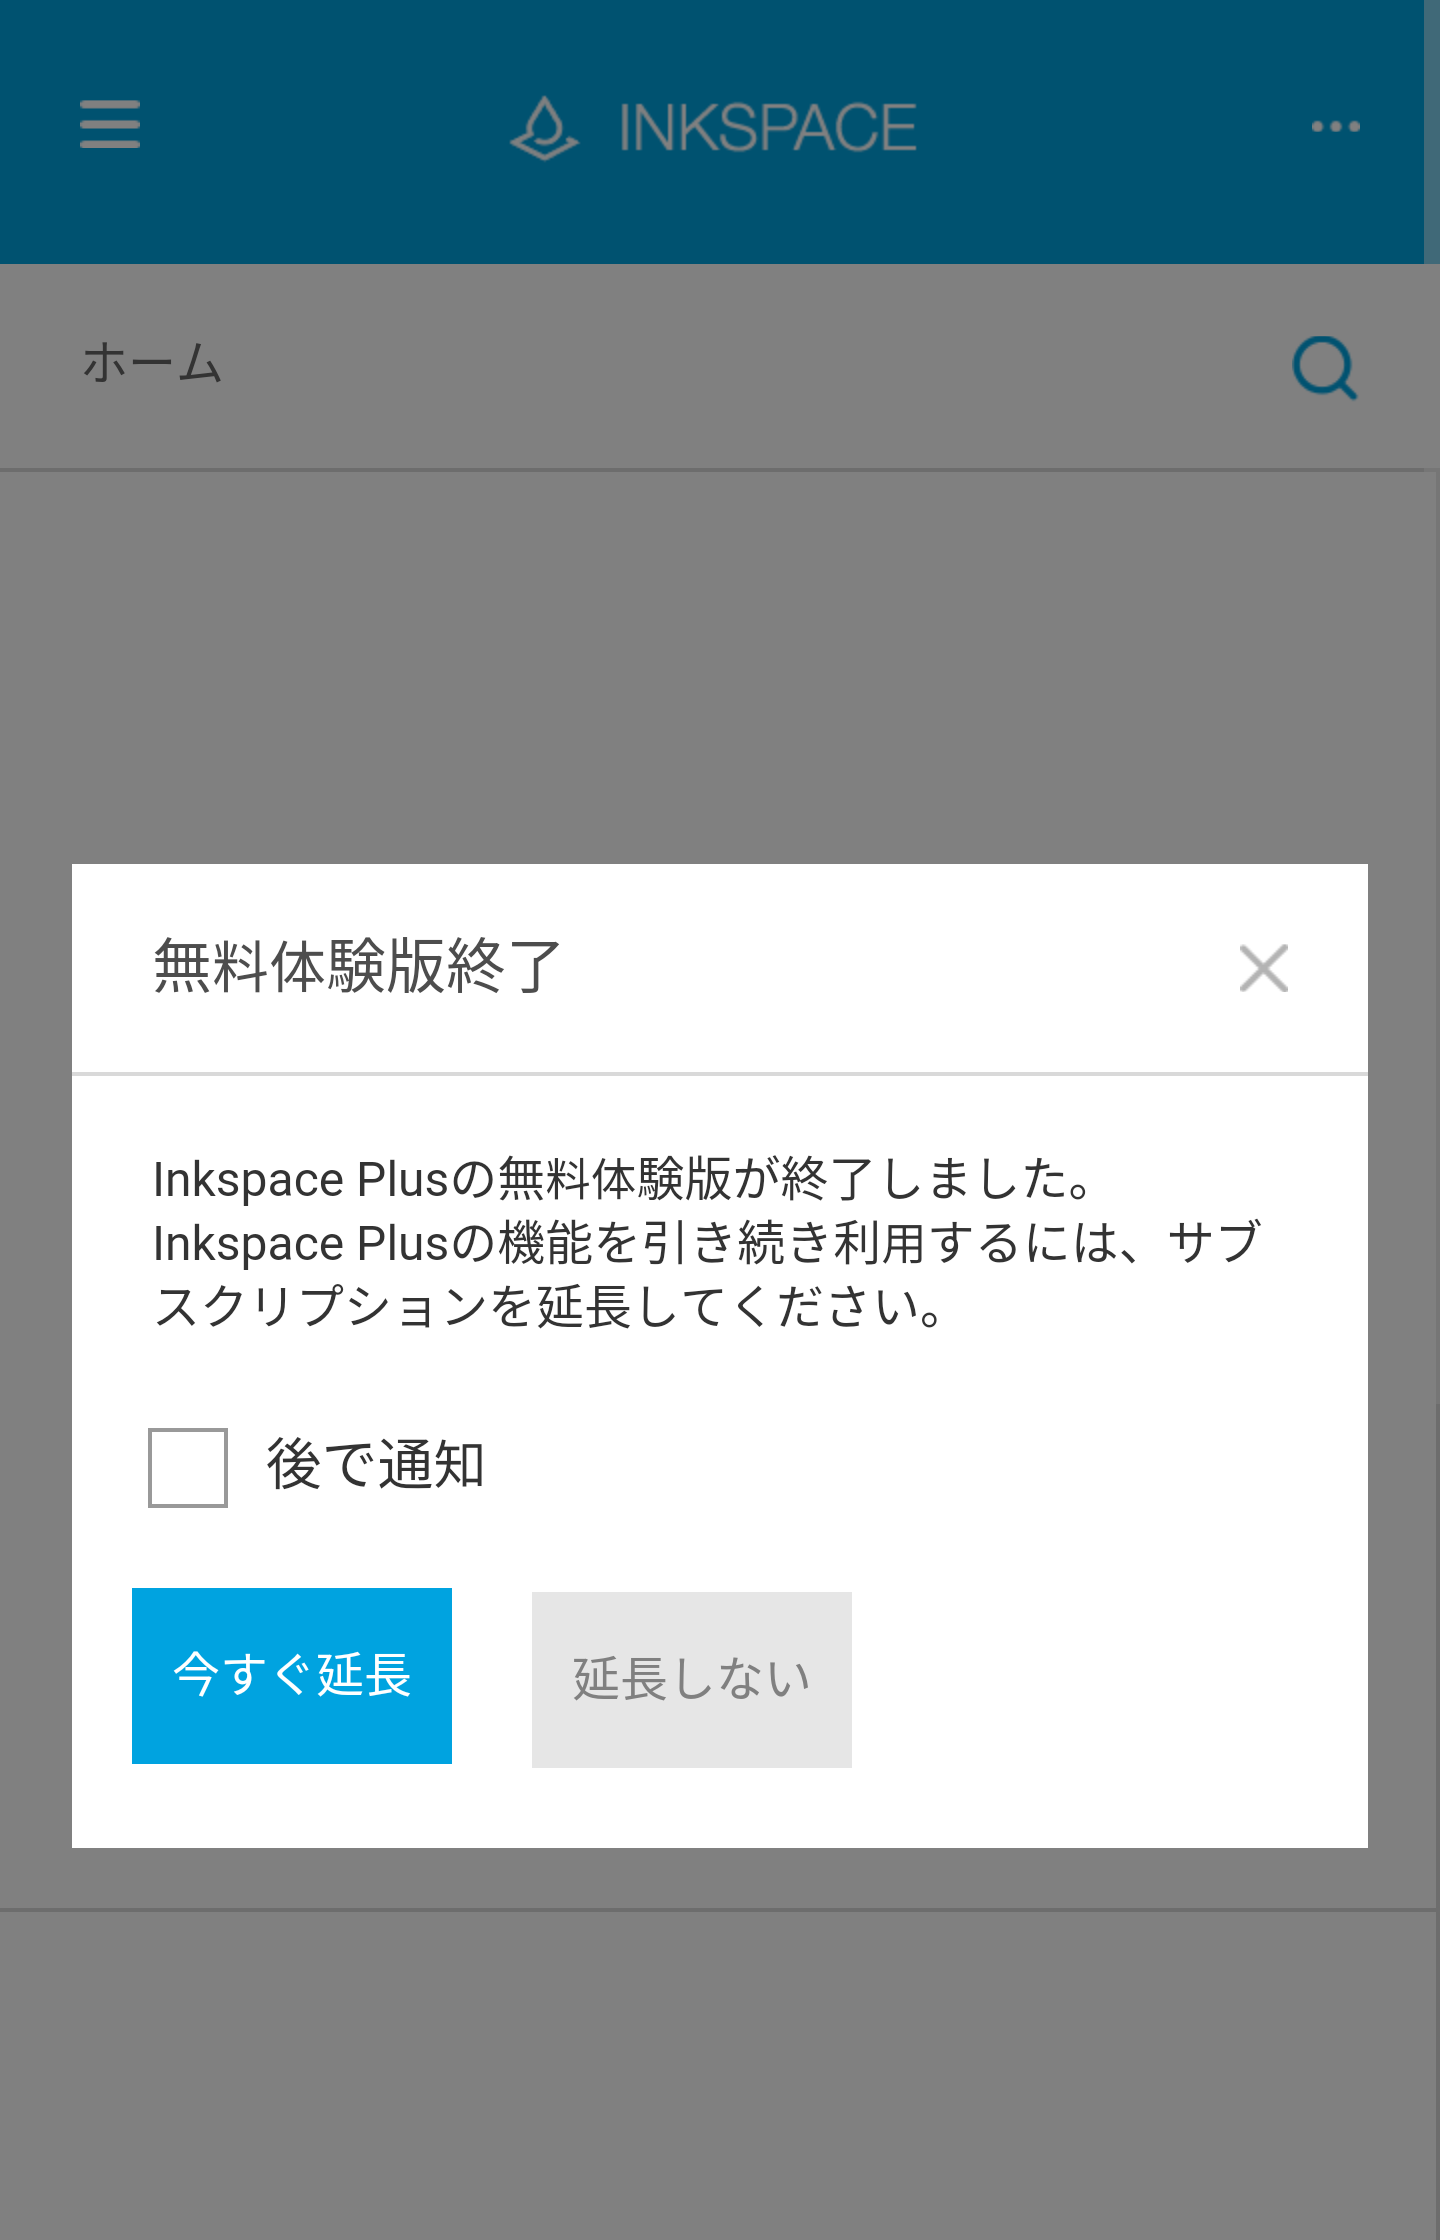 INKSPACE
ホーム
無料体験版終了
Inkspace Plusの無料体験版が終了しました。
Inkspace Plusの機能を引き続き利用するには、サブ
スクリプションを延長してください。
後で通知
今すぐ延長
延長しない